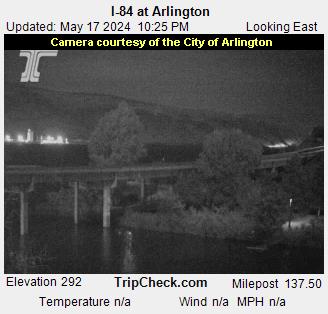 I-84 at Arlington
Updated: May 17 2024 10:25 PM Looking East
Camera courtesy of the City of Arlington
Elevation 292 TripCheck.com Milepost 137.50
Temperature n/a Wind n/a MPH n/a